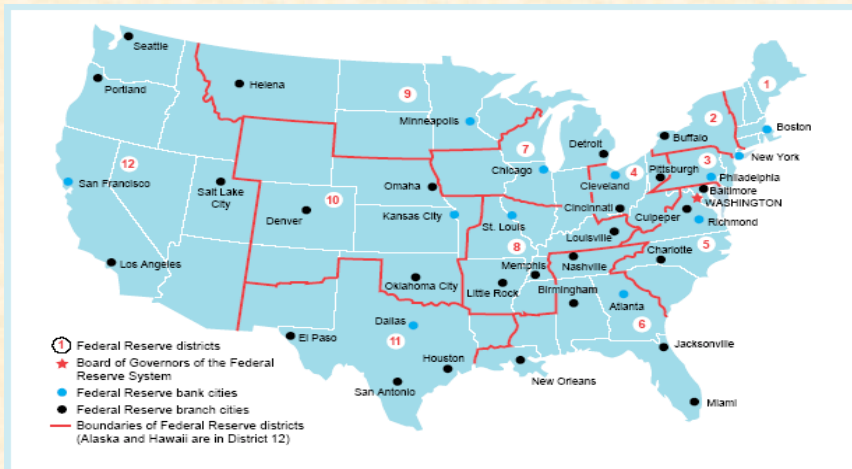 Seattle
1
Portland
Helena
9
2
Minneapolis
Boston
Buffalo
7
Detroit
3
New York
12
4
Pittsburgh
Chicago
Philadelphia
San Francisco
Cleveland
Salt Lake
City
Omaha
Baltimore
10
WASHINGTON
Cincinnati
Denver
Kansas City
St. Louis
Culpeper
Richmond
Louisville
8
5
Charlotte
Los Angeles
Memphis
Nashville
Oklahoma City
Little Rock
Birmingham
Atlanta
Dallas
6
El Paso
11
Jacksonville
Houston
San Antonio
New Orleans
Miami
1 Federal Reserve districts
Board of Governors of the Federal
Reserve System
Federal Reserve bank cities
Federal Reserve branch cities
Boundaries of Federal Reserve districts
(Alaska and Hawaii are in District 12)